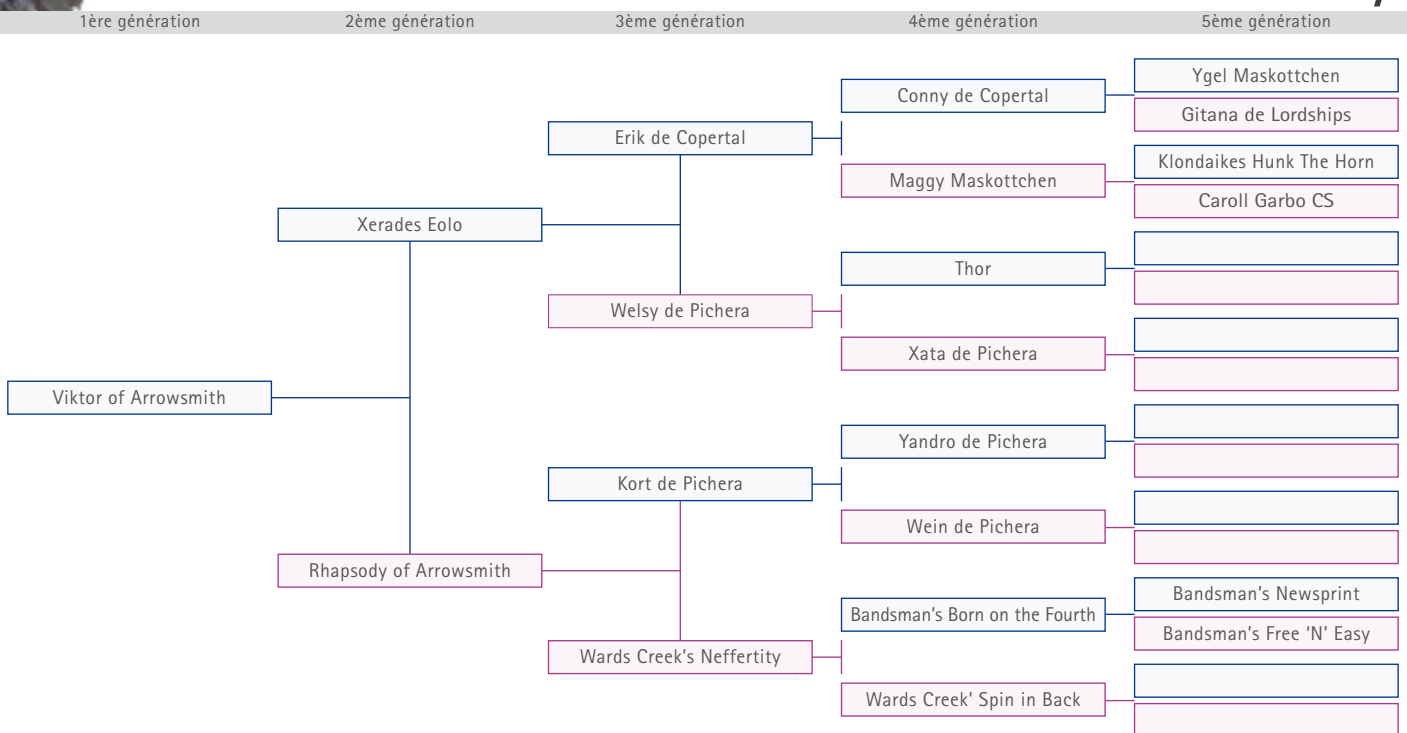 1ère génération
2ème génération
3ème génération
4ème génération
5ème génération
Viktor of Arrowsmith
Xerades Eolo
Rhapsody of Arrowsmith
Erik de Copertal
Welsy de Pichera
Kort de Pichera
Wards Creek's Neffertity
Conny de Copertal
Maggy Maskottchen
Thor
Xata de Pichera
Yandro de Pichera
Wein de Pichera
Bandsman's Born on the Fourth
Wards Creek' Spin in Back
Ygel Maskottchen
Gitana de Lordships
Klondaikes Hunk The Horn
Caroll Garbo CS
Bandsman's Newsprint
Bandsman's Free 'N' Easy